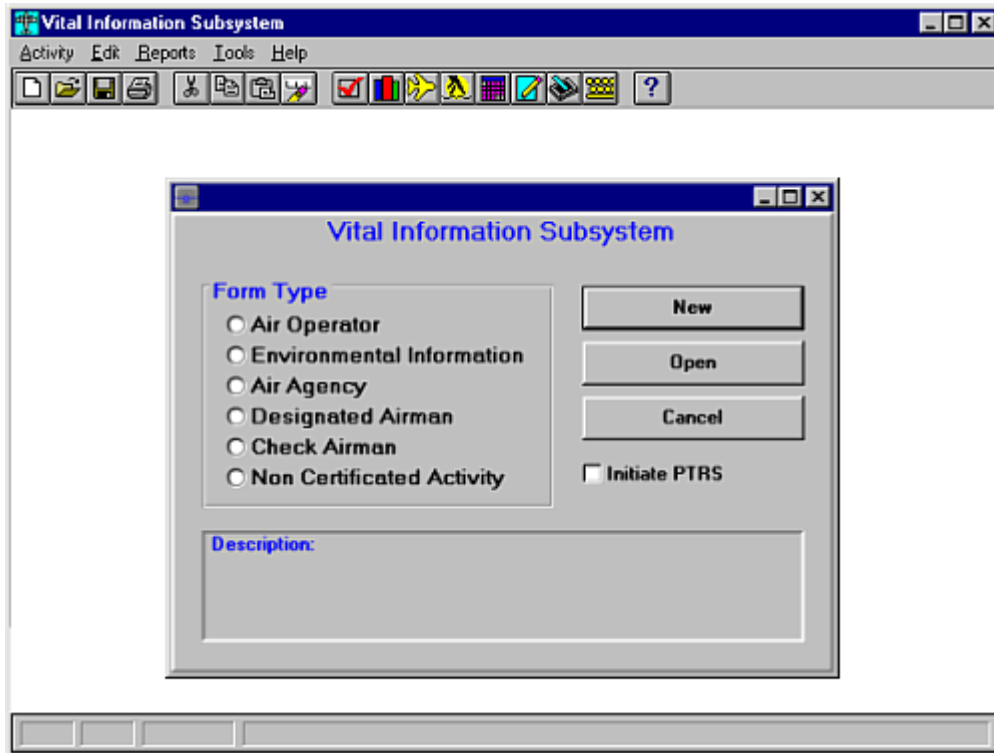 Vital Information Subsystem
Activity Edit Reports Tools Help
?
Vital Information Subsystem
Form Type
Air Operator
Environmental Information
Air Agency
Designated Airman
Check Airman
Non Certificated Activity
New
Open
Cancel
Initiate PTRS
Description: